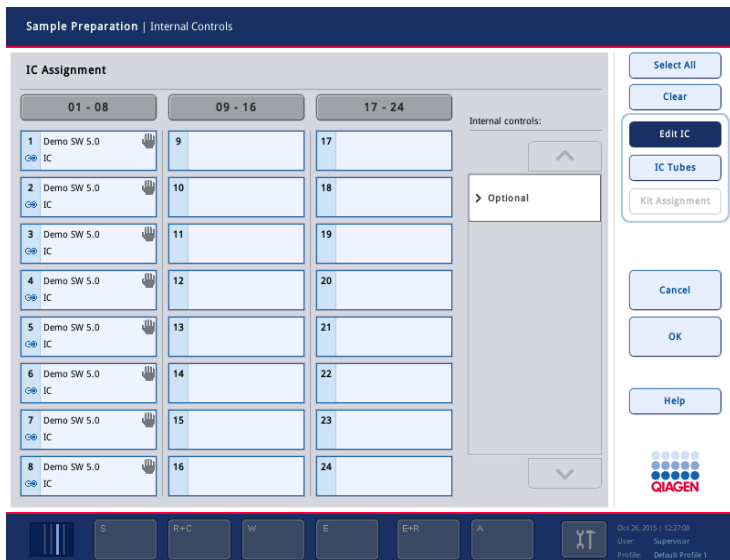 Sample Preparation | Internal Controls
IC Assignment
01 - 08
09 - 16
17 - 24
Internal controls:
1 Demo SW 5.0
IC
2 Demo SW 5.0
IC
3 Demo SW 5.0
IC
4 Demo SW 5.0
IC
5 Demo SW 5.0
IC
6 Demo SW 5.0
IC
7 Demo SW 5.0
IC
8 Demo SW 5.0
IC
9
10
11
12
13
14
15
16
17
18
19
20
21
22
23
24
> Optional
Select All
Clear
Edit IC
IC Tubes
Kit Assignment
Cancel
OK
Help
QIAGEN
S
R+C
W
E
E+R
A
Oct 26, 2015 | 12:27:08
User: Supervisor
Profile: Default Profile 1